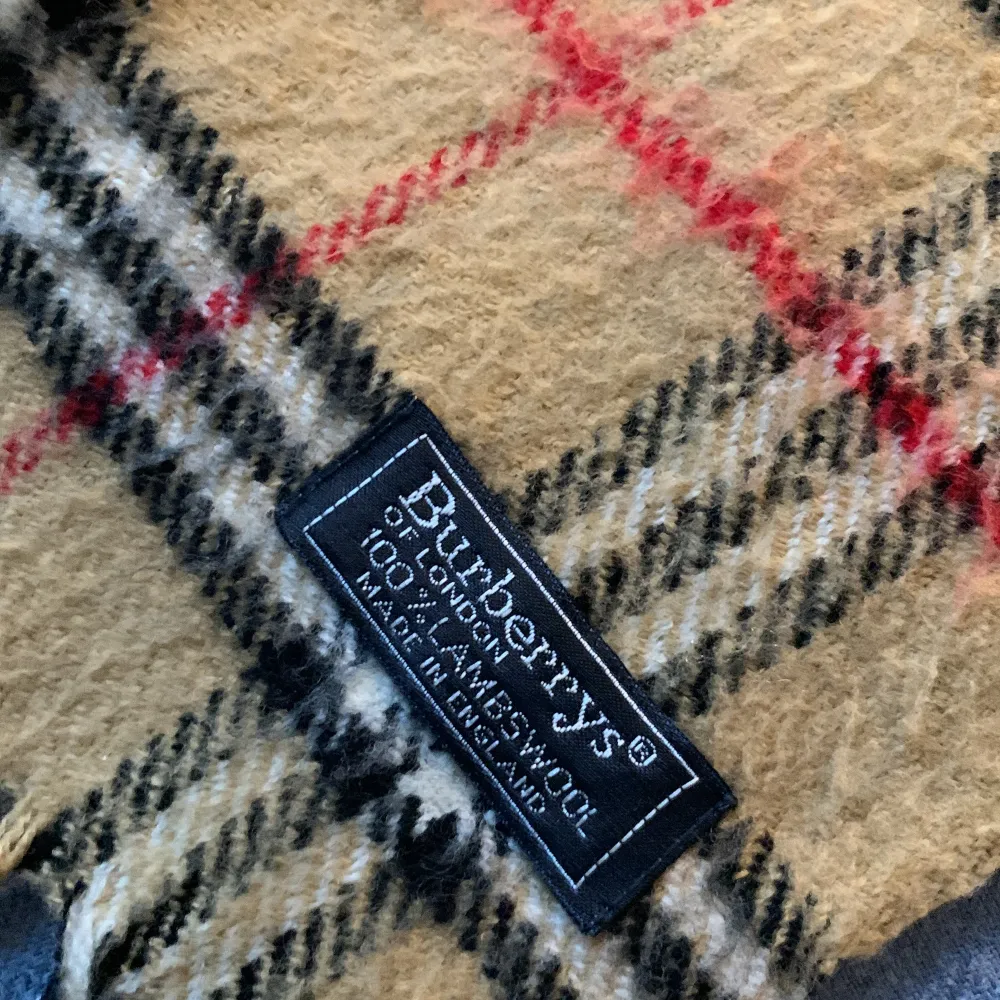 Burberrys®
OF LONDON
100% LAMBSWOOL
MADE IN ENGLAND